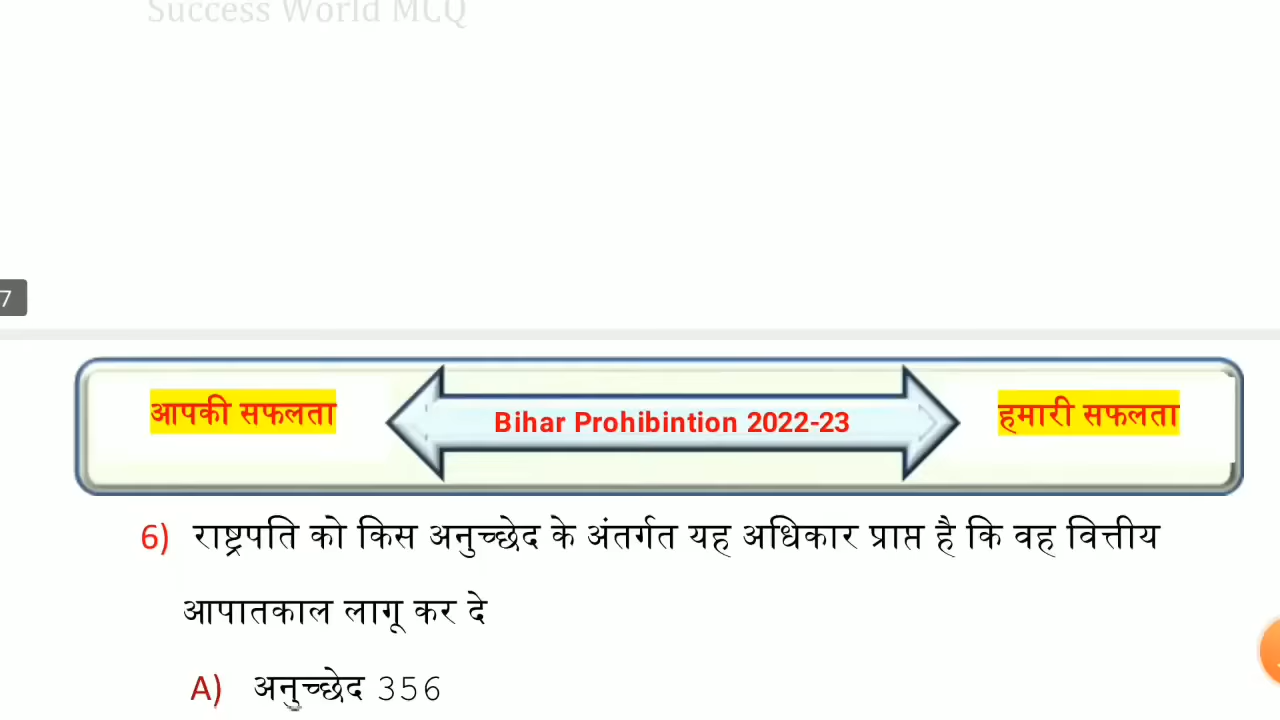 Success World MCQ
7
आपकी सफलता
Bihar Prohibintion 2022-23
हमारी सफलता
6) राष्ट्रपति को किस अनुच्छेद के अंतर्गत यह अधिकार प्राप्त है कि वह वित्तीय
आपातकाल लागू कर दे
A) अनुच्छेद 356